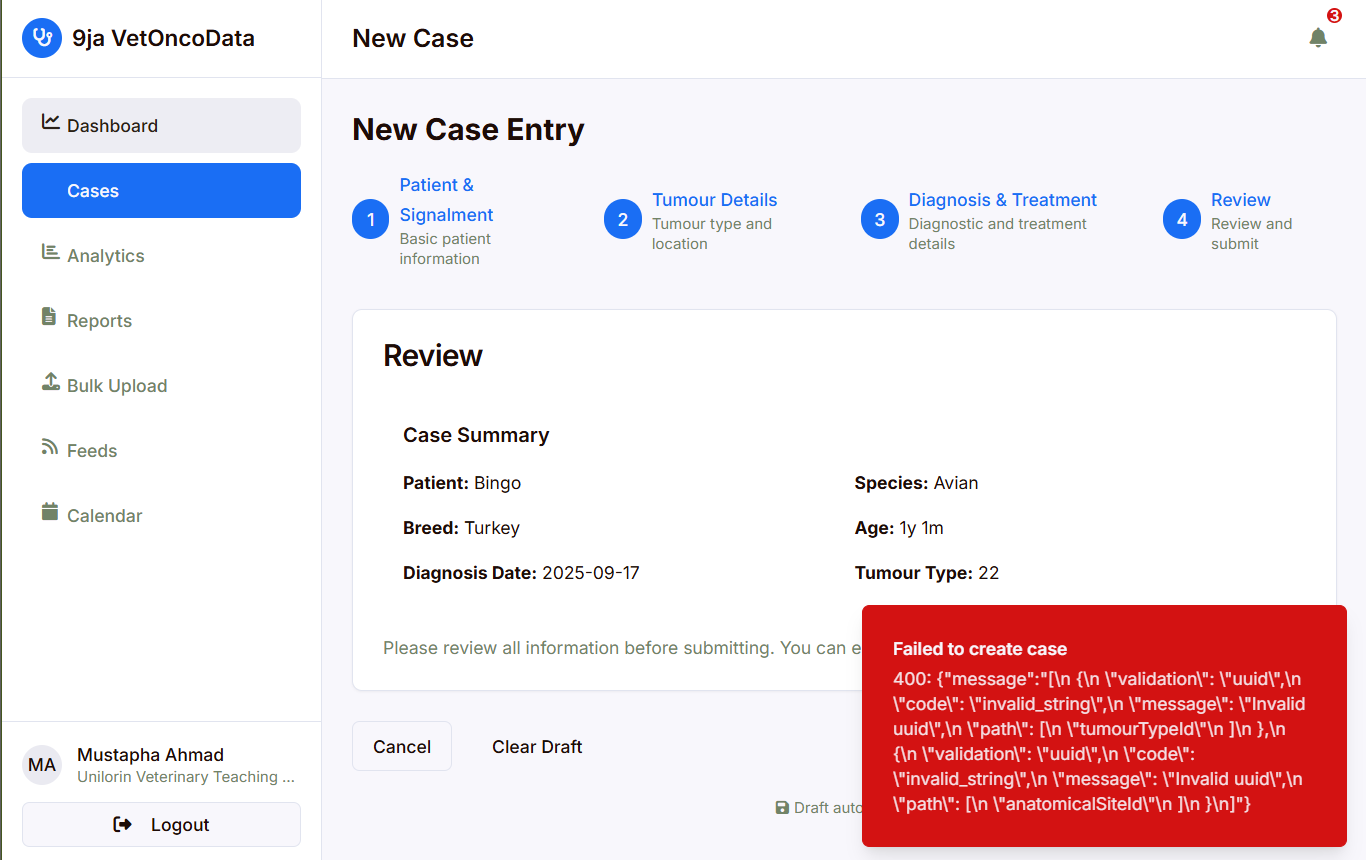 9ja VetOncoData
New Case
3
Dashboard
Cases
Analytics
Reports
Bulk Upload
Feeds
Calendar
New Case Entry
1
Patient &
Signalment
Basic patient
information
2
Tumour Details
Tumour type and
location
3
Diagnosis & Treatment
Diagnostic and treatment
details
4
Review
Review and
submit
Review
Case Summary
Patient: Bingo
Species: Avian
Breed: Turkey
Age: 1y 1m
Diagnosis Date: 2025-09-17
Tumour Type: 22
Please review all information before submitting. You can e
Cancel
Clear Draft
Draft auto
Failed to create case
400: {"message":"[\n {\n \"validation\": \"uuid\",\n
\"code\": \"invalid_string\",\n \"message\": \"Invalid
uuid\",\n \"path\": [\n \"tumourTypeId\"\n ]\n },\n
{\n \"validation\": \"uuid\",\n \"code\":
\"invalid_string\",\n \"message\": \"Invalid uuid\",\n
\"path\": [\n \"anatomicalSiteId\"\n ]\n }\n]"}
MA
Mustapha Ahmad
Unilorin Veterinary Teaching ...
Logout